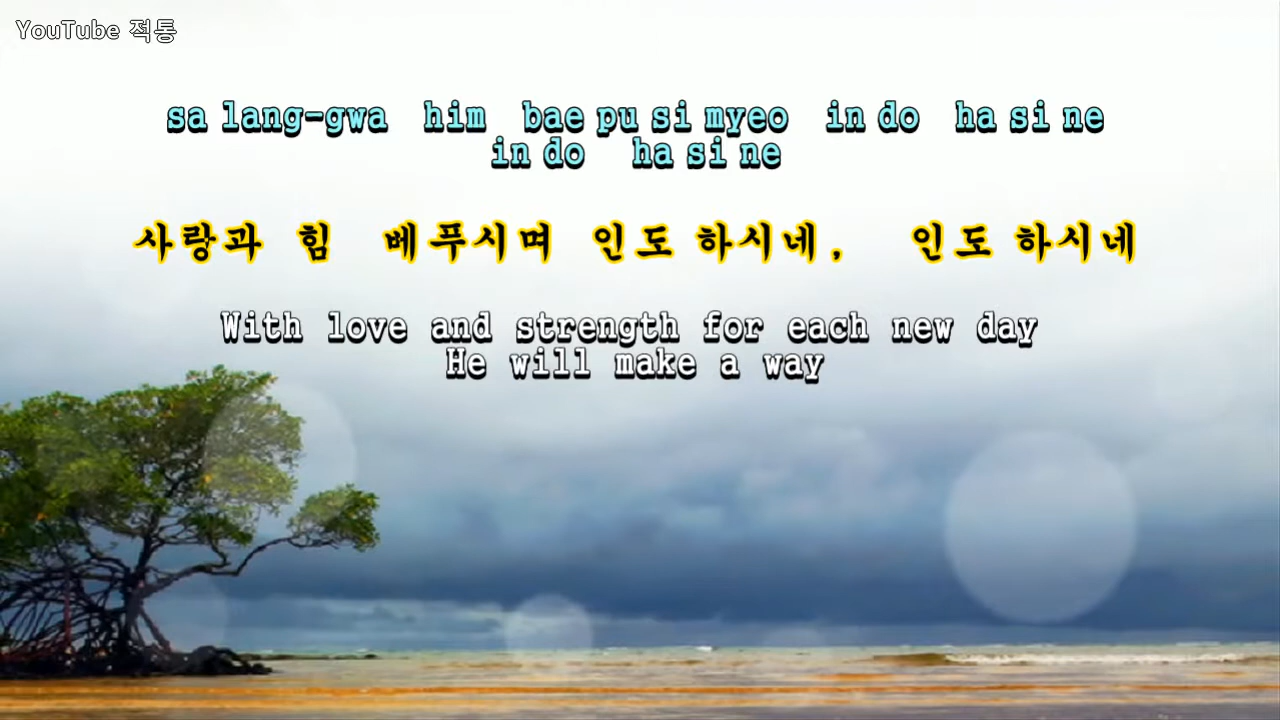 YouTube 적통
sa lang-gwa him bae pu si myeo in do ha si ne
in do ha si ne
사랑과 힘 베푸시며 인도 하시네, 인도 하시네
With love and strength for each new day
He will make a way